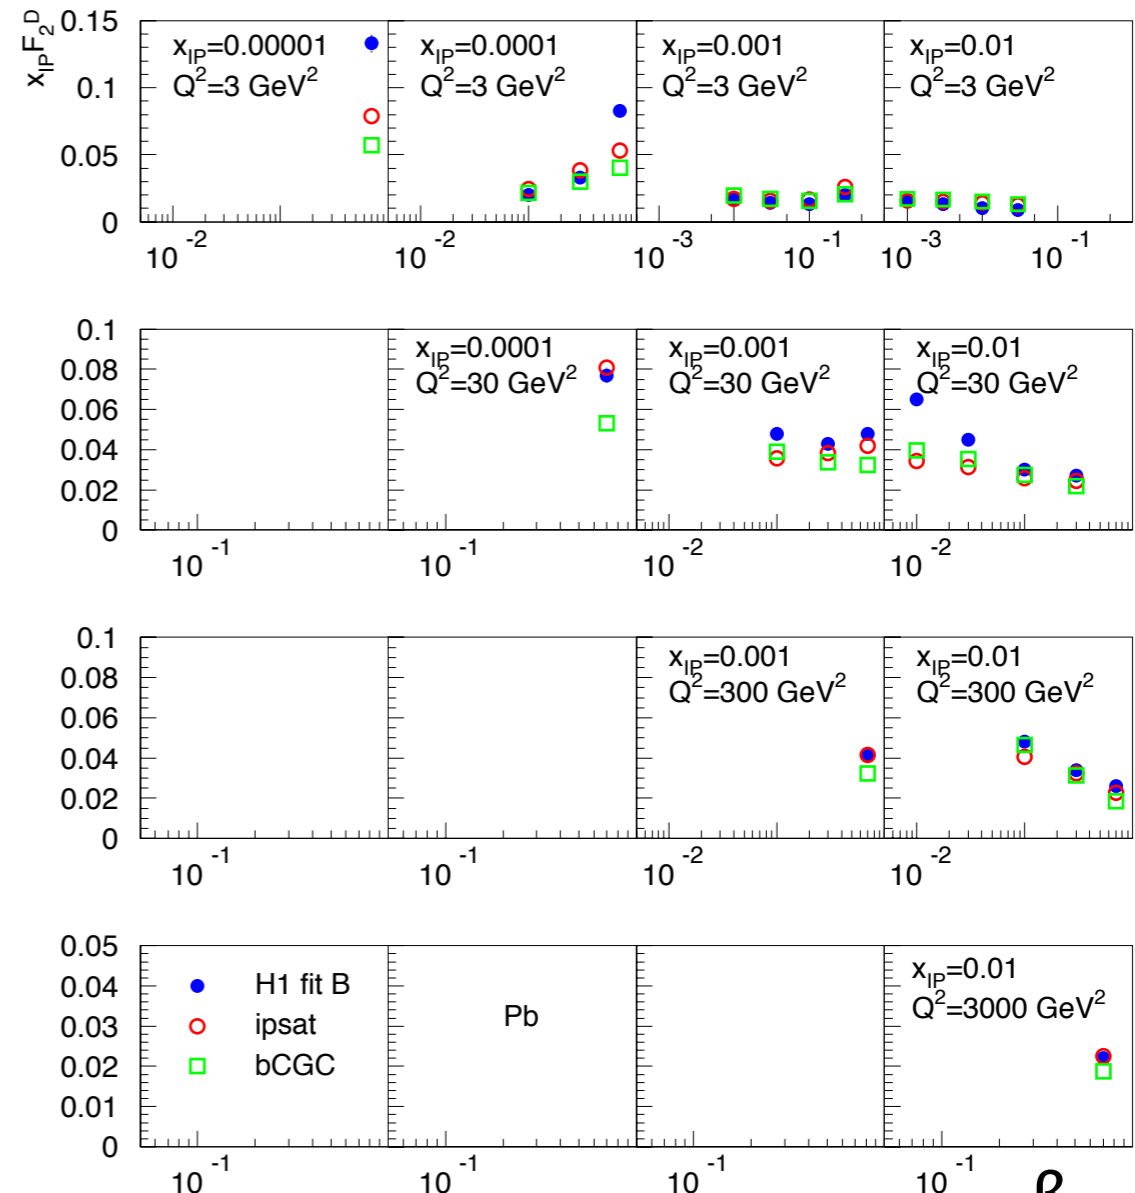 x_IP F_2^D
0.15
0.1
0.05
0
x_IP=0.00001
Q^2=3 GeV^2
x_IP=0.0001
Q^2=3 GeV^2
x_IP=0.001
Q^2=3 GeV^2
x_IP=0.01
Q^2=3 GeV^2
10^-2
10^-2
10^-3
10^-1
10^-3
10^-1
0.1
0.08
0.06
0.04
0.02
0
x_IP=0.0001
Q^2=30 GeV^2
x_IP=0.001
Q^2=30 GeV^2
x_IP=0.01
Q^2=30 GeV^2
10^-1
10^-1
10^-2
10^-2
0.1
0.08
0.06
0.04
0.02
0
x_IP=0.001
Q^2=300 GeV^2
x_IP=0.01
Q^2=300 GeV^2
10^-1
10^-1
10^-2
10^-2
0.05
0.04
0.03
0.02
0.01
0
H1 fit B
ipsat
bCGC
Pb
x_IP=0.01
Q^2=3000 GeV^2
10^-1
10^-1
10^-1
10^-1